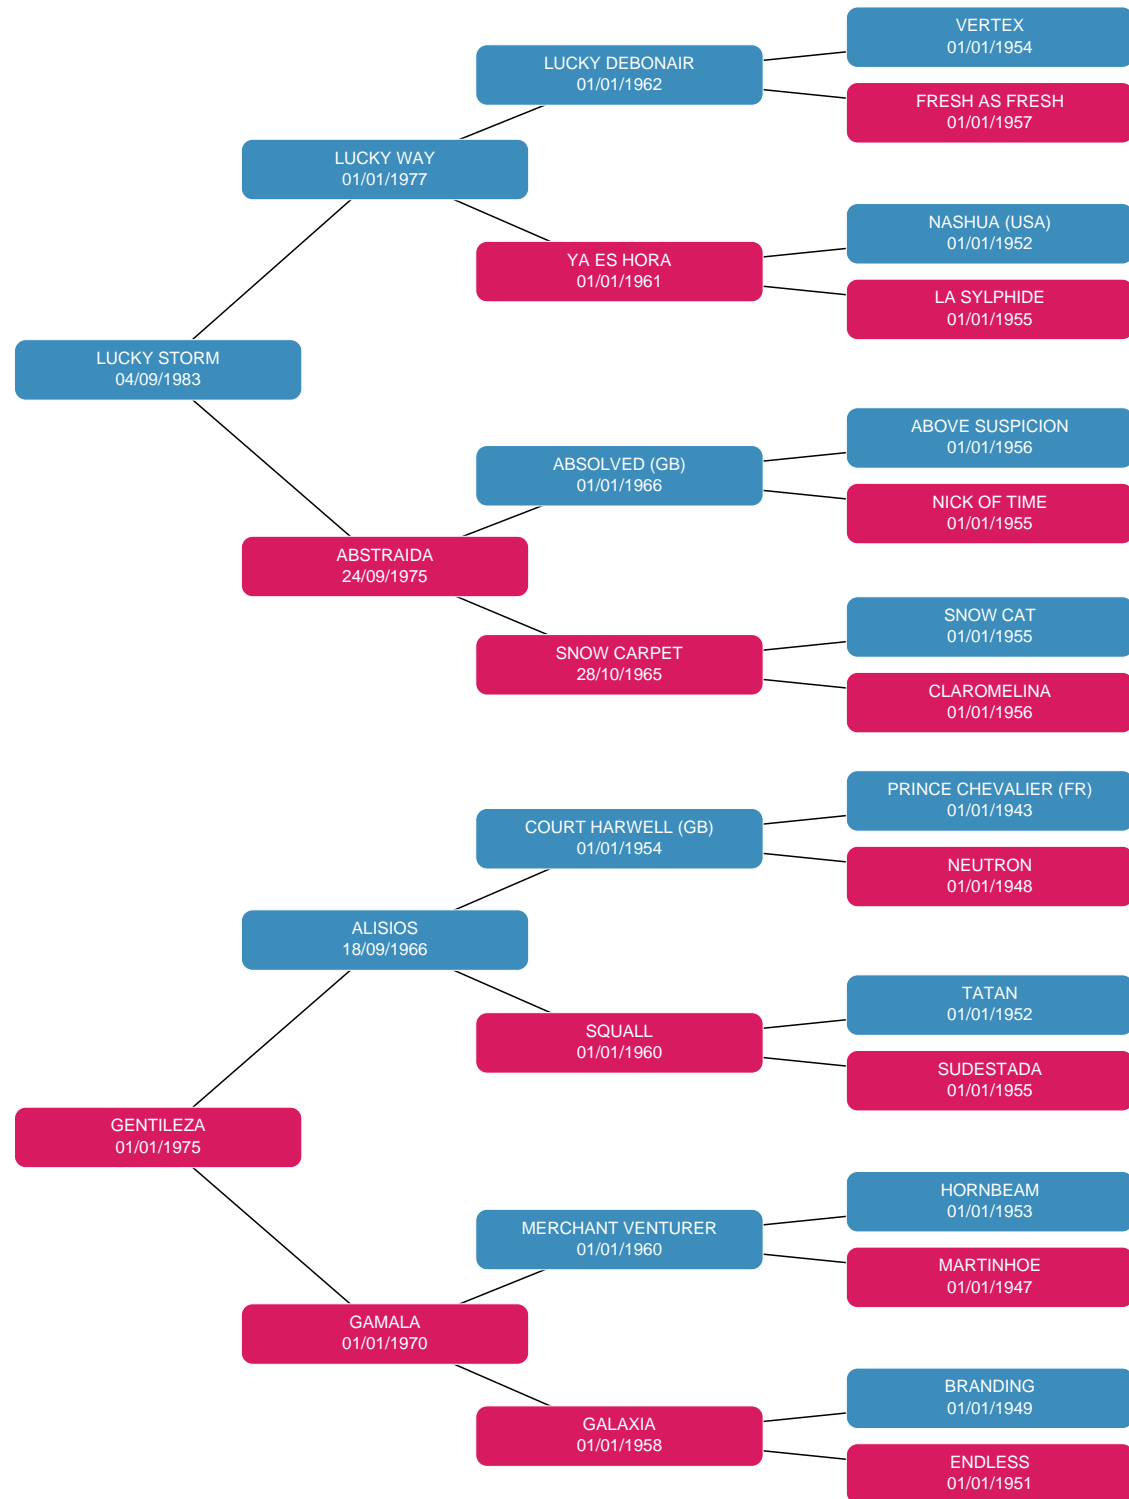 VERTEX
01/01/1954
LUCKY DEBONAIR
01/01/1962
FRESH AS FRESH
01/01/1957
LUCKY WAY
01/01/1977
NASHUA (USA)
01/01/1952
YA ES HORA
01/01/1961
LA SYLPHIDE
01/01/1955
LUCKY STORM
04/09/1983
ABOVE SUSPICION
01/01/1956
ABSOLVED (GB)
01/01/1966
NICK OF TIME
01/01/1955
ABSTRAIDA
24/09/1975
SNOW CAT
01/01/1955
SNOW CARPET
28/10/1965
CLAROMELINA
01/01/1956
PRINCE CHEVALIER (FR)
01/01/1943
COURT HARWELL (GB)
01/01/1954
NEUTRON
01/01/1948
ALISIOS
18/09/1966
TATAN
01/01/1952
SQUALL
01/01/1960
SUDESTADA
01/01/1955
GENTILEZA
01/01/1975
HORNBEAM
01/01/1953
MERCHANT VENTURER
01/01/1960
MARTINHOE
01/01/1947
GAMALA
01/01/1970
BRANDING
01/01/1949
GALAXIA
01/01/1958
ENDLESS
01/01/1951